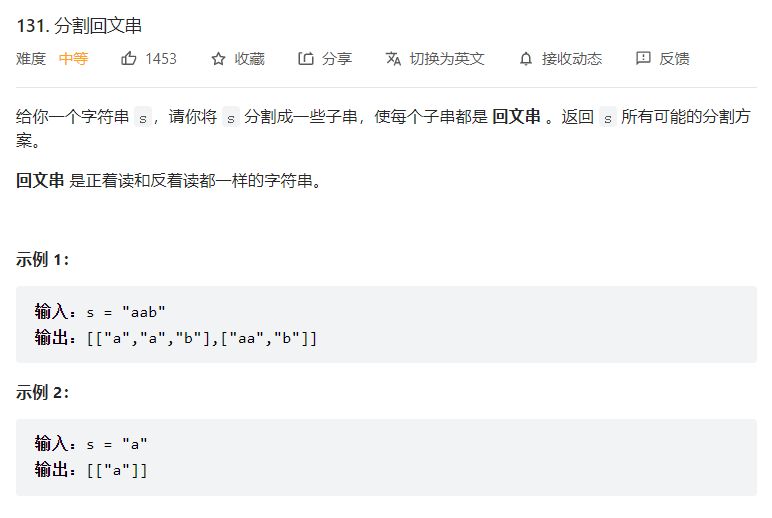 131. 分割回文串
难度 中等 1453 收藏 分享 切换为英文 接收动态 反馈
给你一个字符串 s，请你将 s 分割成一些子串，使每个子串都是 回文串 。返回 s 所有可能的分割方
案。
回文串 是正着读和反着读都一样的字符串。
示例 1：
输入：s = "aab"
输出：[["a","a","b"],["aa","b"]]
示例 2：
输入：s = "a"
输出：[["a"]]